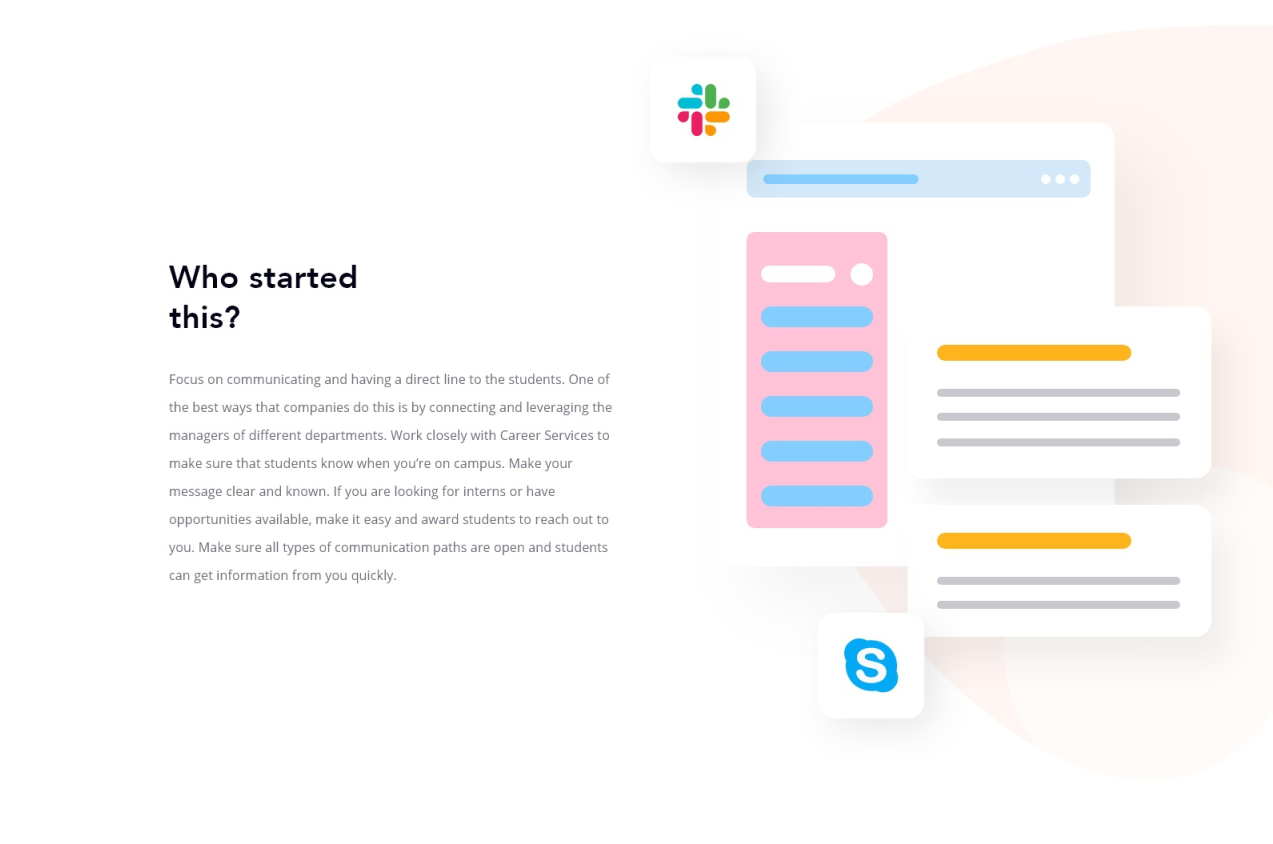 Who started
this?
Focus on communicating and having a direct line to the students. One of
the best ways that companies do this is by connecting and leveraging the
managers of different departments. Work closely with Career Services to
make sure that students know when you’re on campus. Make your
message clear and known. If you are looking for interns or have
opportunities available, make it easy and award students to reach out to
you. Make sure all types of communication paths are open and students
can get information from you quickly.
S